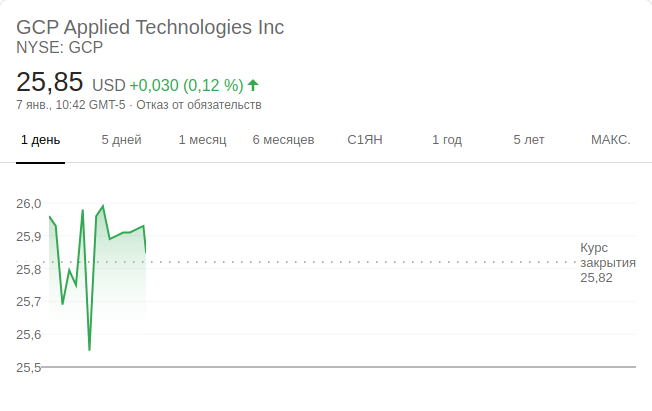 GCP Applied Technologies Inc
NYSE: GCP
25,85 USD +0,030 (0,12 %)
7 янв., 10:42 GMT-5 · Отказ от обязательств
1 день 5 дней 1 месяц 6 месяцев С1ЯН 1 год 5 лет МАКС.
26,0
25,9
25,8
25,7
25,6
25,5
Курс
закрытия
25,82